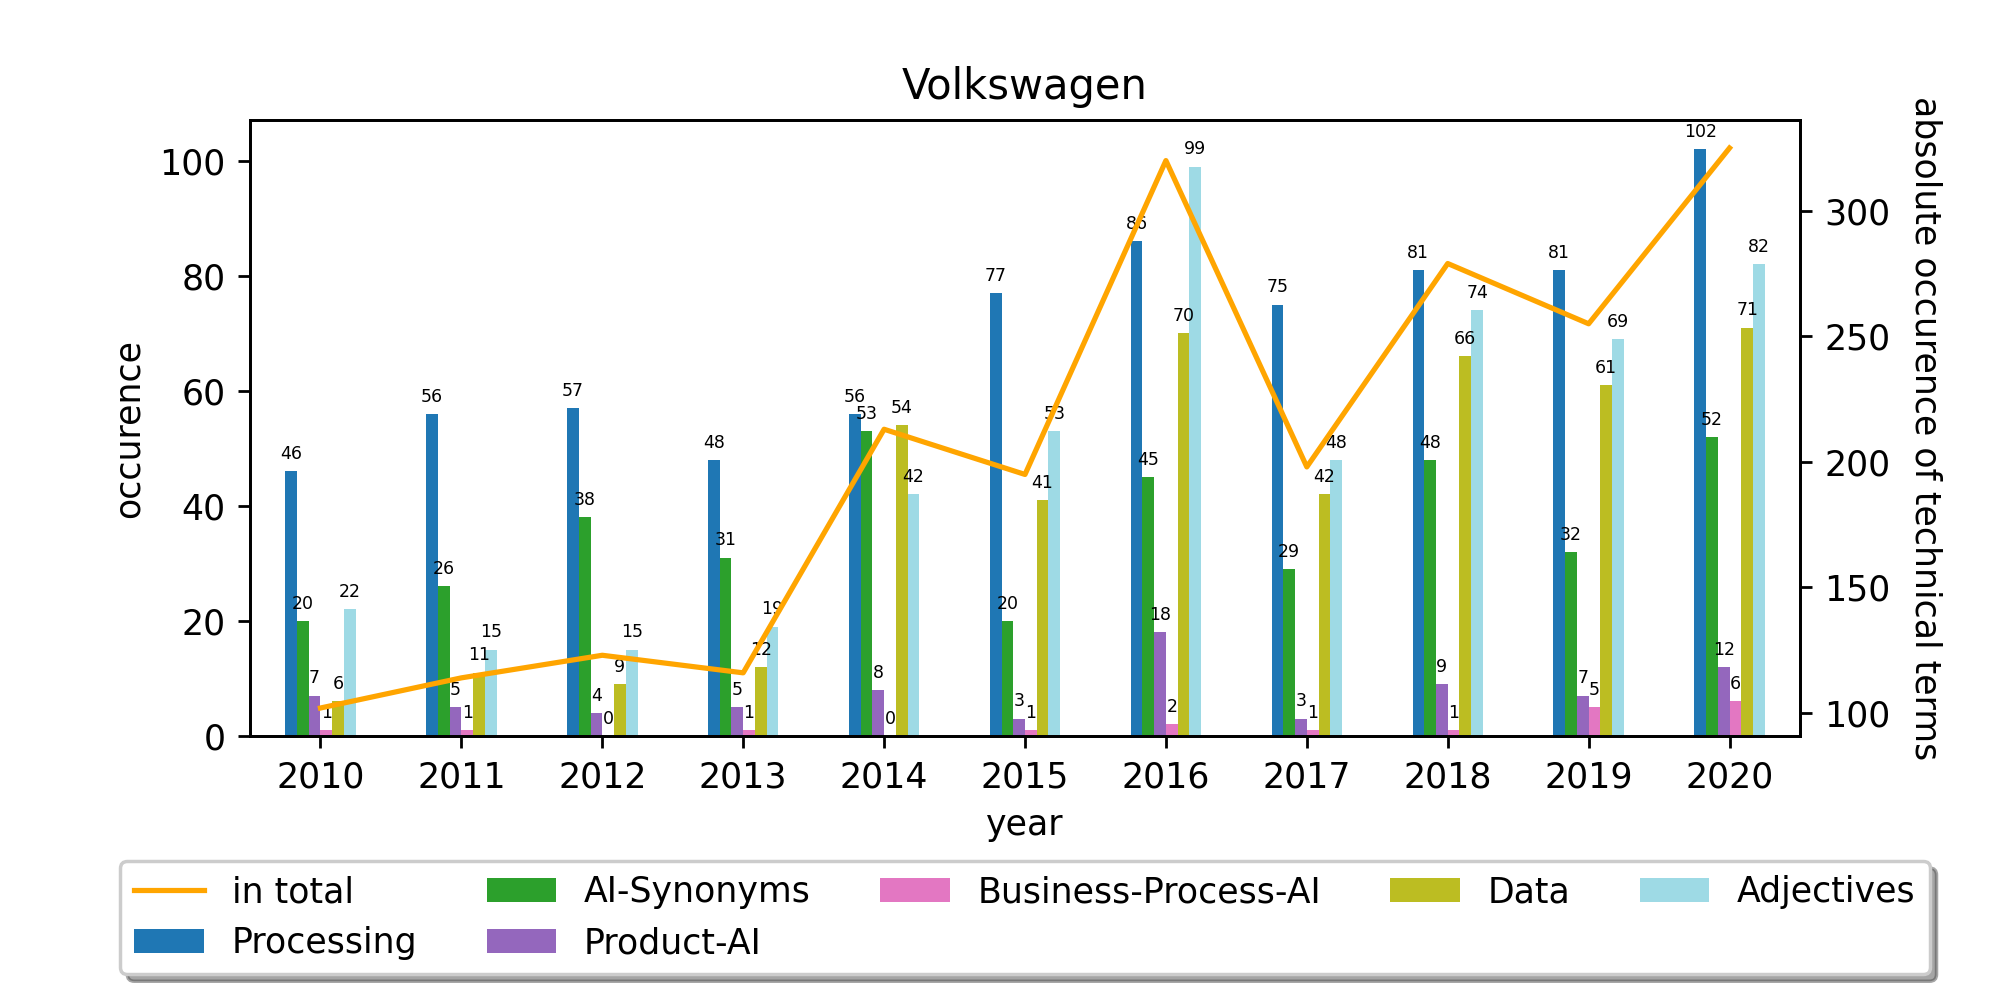 Volkswagen
occurence
absolute occurence of technical terms
100
80
60
40
20
0
300
250
200
150
100
46 20 7 1 6 22
56 26 5 1 11 15
57 38 4 0 9 15
48 31 5 1 12 19
56 53 8 0 54 42
77 20 3 1 41 53
86 45 18 2 70 99
75 29 3 1 42 48
81 48 9 1 66 74
81 32 7 5 61 69
102 52 12 6 71 82
2010 2011 2012 2013 2014 2015 2016 2017 2018 2019 2020
year
in total AI-Synonyms Business-Process-AI Data Adjectives
Processing Product-AI